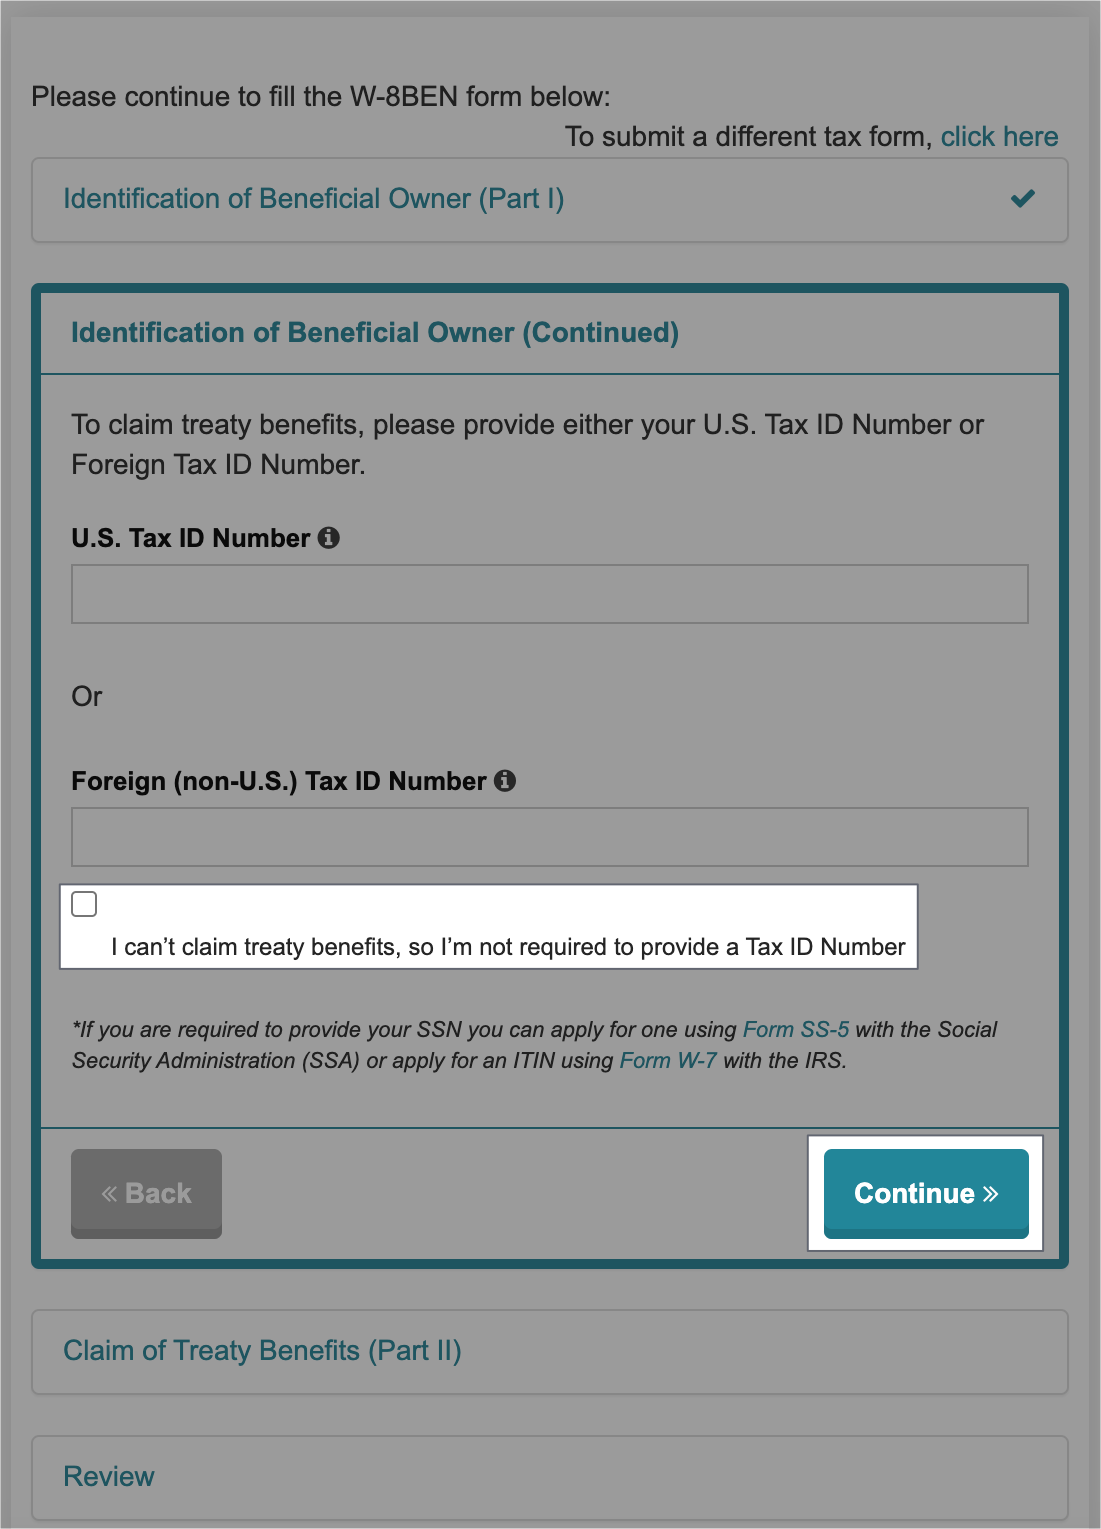 Please continue to fill the W-8BEN form below:
To submit a different tax form, click here
Identification of Beneficial Owner (Part I)
Identification of Beneficial Owner (Continued)
To claim treaty benefits, please provide either your U.S. Tax ID Number or
Foreign Tax ID Number.
U.S. Tax ID Number
Or
Foreign (non-U.S.) Tax ID Number
I can’t claim treaty benefits, so I’m not required to provide a Tax ID Number
*If you are required to provide your SSN you can apply for one using Form SS-5 with the Social
Security Administration (SSA) or apply for an ITIN using Form W-7 with the IRS.
« Back
Continue »
Claim of Treaty Benefits (Part II)
Review